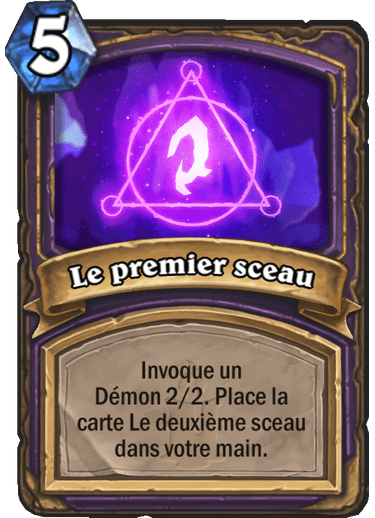 5
Le premier sceau
Invoque un
Démon 2/2. Place la
carte Le deuxième sceau
dans votre main.